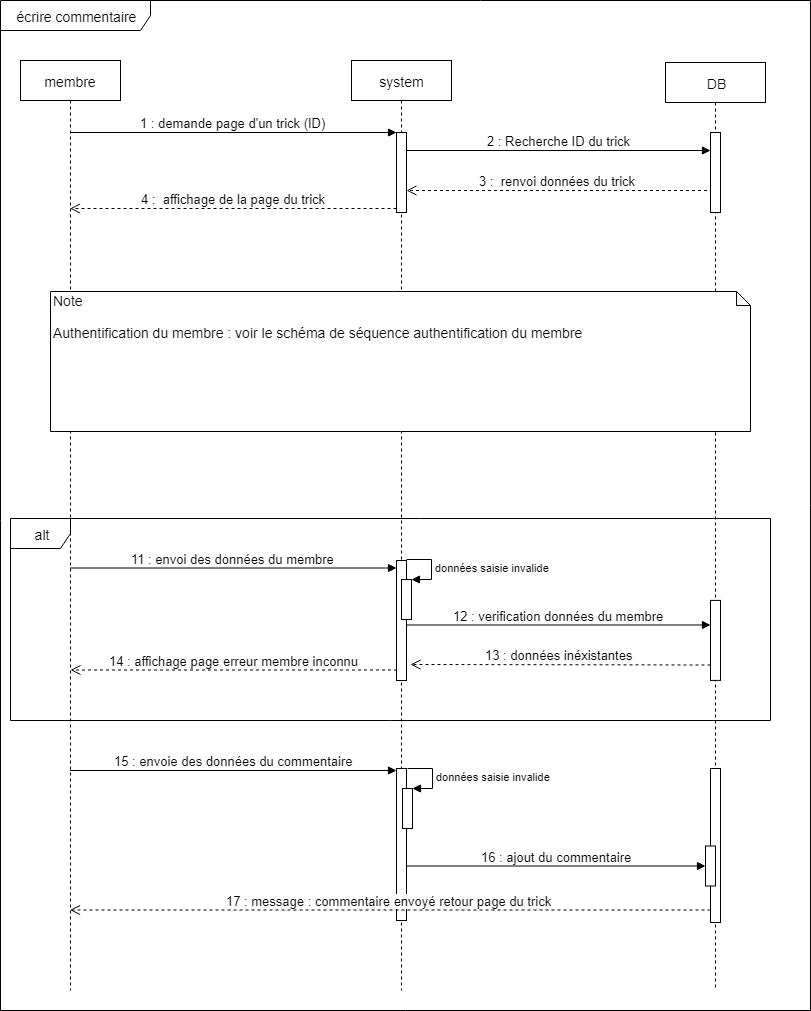 écrire commentaire
membre
system
DB
1 : demande page d'un trick (ID)
2 : Recherche ID du trick
3 :  renvoi données du trick
4 :  affichage de la page du trick
Note
Authentification du membre : voir le schéma de séquence authentification du membre
alt
11 : envoi des données du membre
données saisie invalide
12 : verification données du membre
13 : données inéxistantes
14 : affichage page erreur membre inconnu
15 : envoie des données du commentaire
données saisie invalide
16 : ajout du commentaire
17 : message : commentaire envoyé retour page du trick